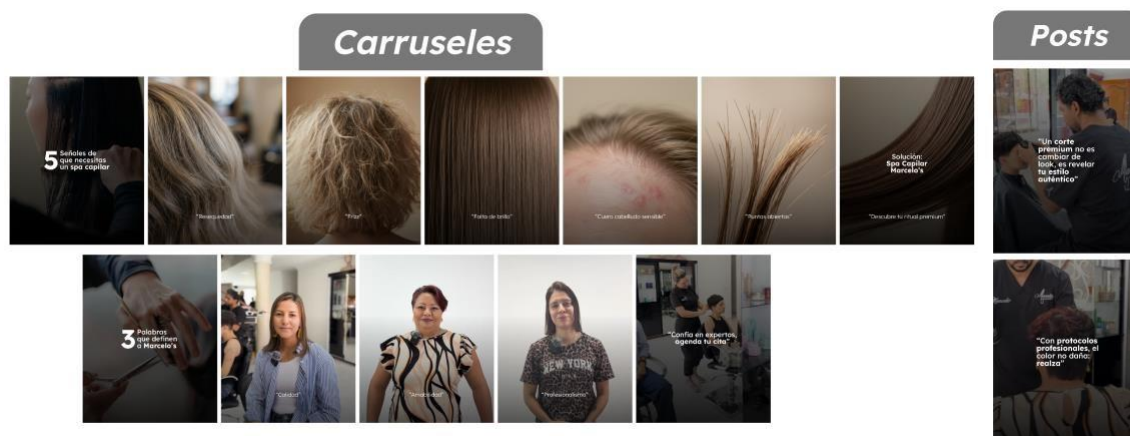 Carruseles
Posts
5 Señales de
que necesitas
un spa capilar
"Resequedad"
"Frizz"
"Falta de brillo"
"Cuero cabelludo sensible"
"Puntas abiertas"
Solución:
Spa Capilar
Marcelo's
"Descubre tu ritual premium"
"Un corte
premium no es
cambiar de
look, es revelar
tu estilo
auténtico"
3 Palabras
que definen
a Marcelo's
"Calidad"
"Amabilidad"
NEW YORK
"Profesionalismo"
"Confía en expertos,
agenda tu cita"
"Con protocolos
profesionales, el
color no daña:
realza"